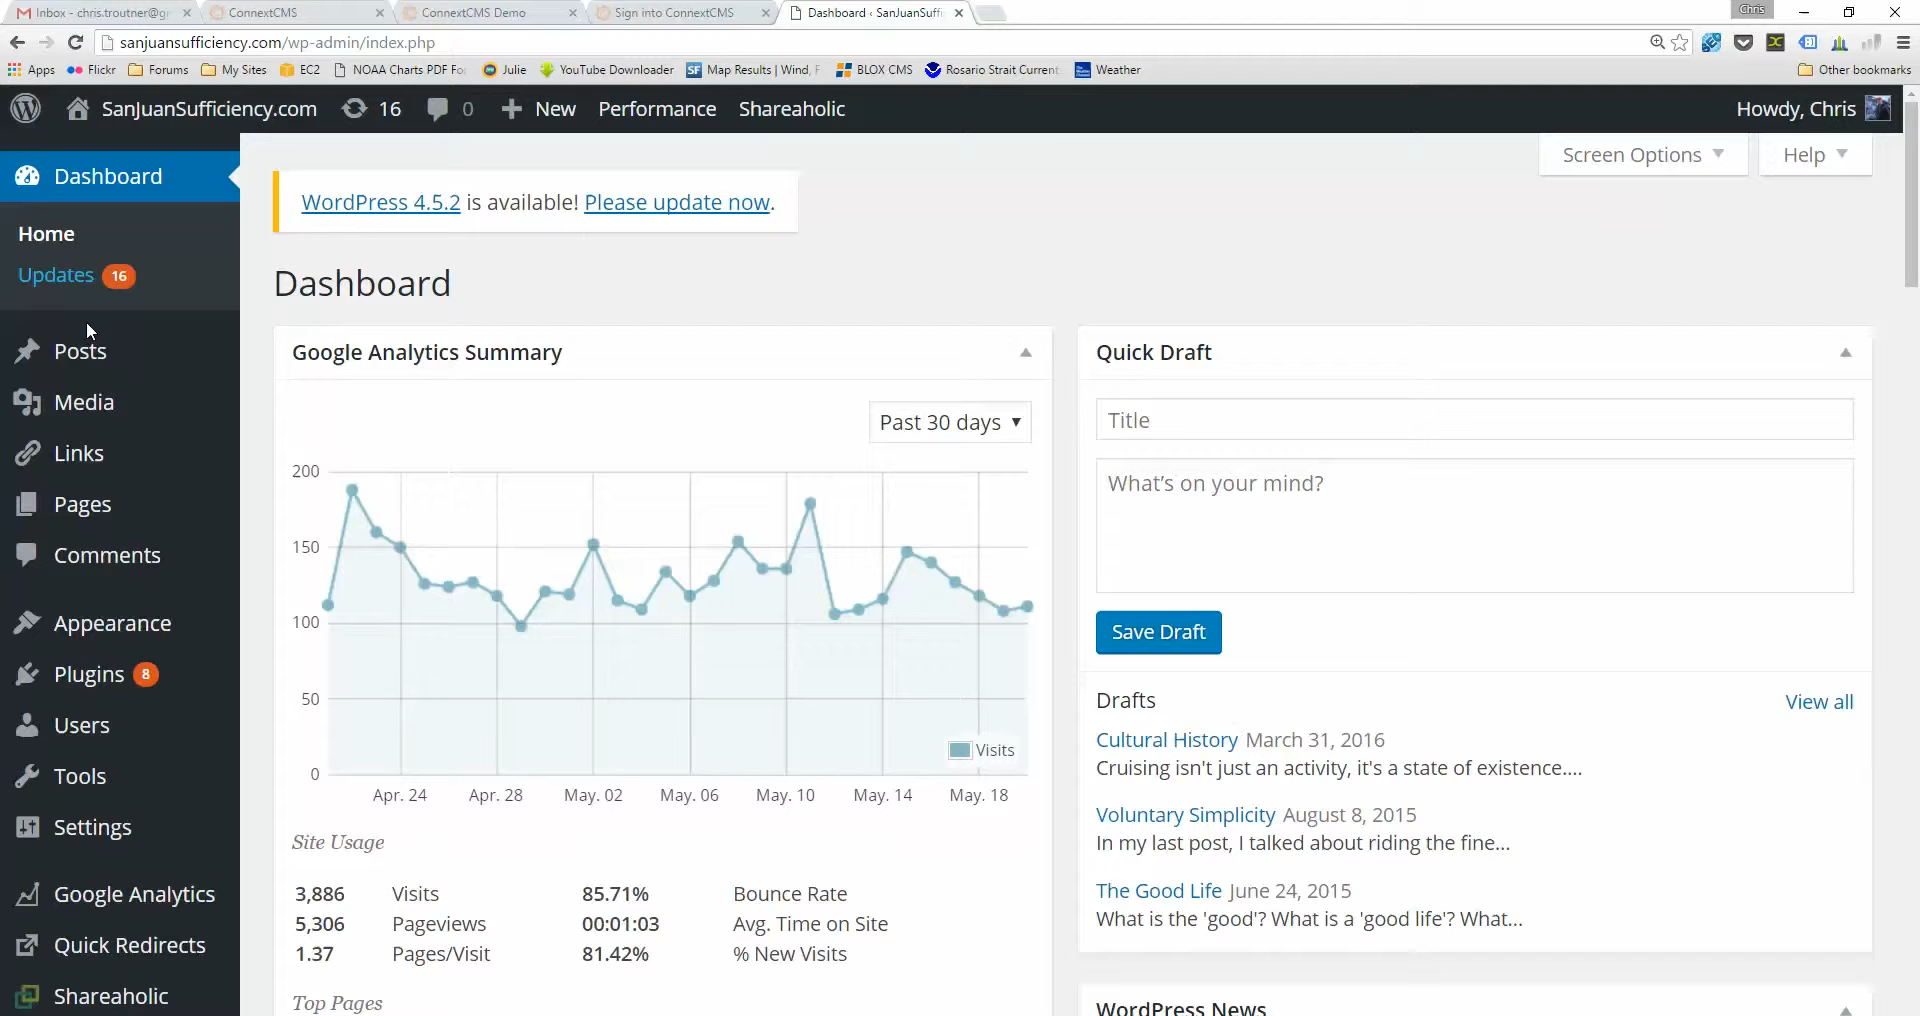 Inbox - chris.troutner@g
ConnextCMS
ConnextCMS Demo
Sign into ConnextCMS
Dashboard ‹ SanJuanSuffi
Chris
sanjuansufficiency.com/wp-admin/index.php
Apps
Flickr
Forums
My Sites
EC2
NOAA Charts PDF Fo
Julie
YouTube Downloader
SF Map Results | Wind, F
BLOX CMS
Rosario Strait Current
Weather
Other bookmarks
SanJuanSufficiency.com 16 0 + New Performance Shareaholic
Howdy, Chris
Dashboard
Home
Updates 16
Posts
Media
Links
Pages
Comments
Appearance
Plugins 8
Users
Tools
Settings
Google Analytics
Quick Redirects
Shareaholic
Screen Options
Help
WordPress 4.5.2 is available! Please update now.
Dashboard
Google Analytics Summary
Past 30 days
200
150
100
50
0
Visits
Apr. 24 Apr. 28 May. 02 May. 06 May. 10 May. 14 May. 18
Site Usage
3,886 Visits 85.71% Bounce Rate
5,306 Pageviews 00:01:03 Avg. Time on Site
1.37 Pages/Visit 81.42% % New Visits
Top Pages
Quick Draft
Title
What's on your mind?
Save Draft
Drafts
View all
Cultural History March 31, 2016
Cruising isn't just an activity, it's a state of existence....
Voluntary Simplicity August 8, 2015
In my last post, I talked about riding the fine...
The Good Life June 24, 2015
What is the 'good'? What is a 'good life'? What...
WordPress News